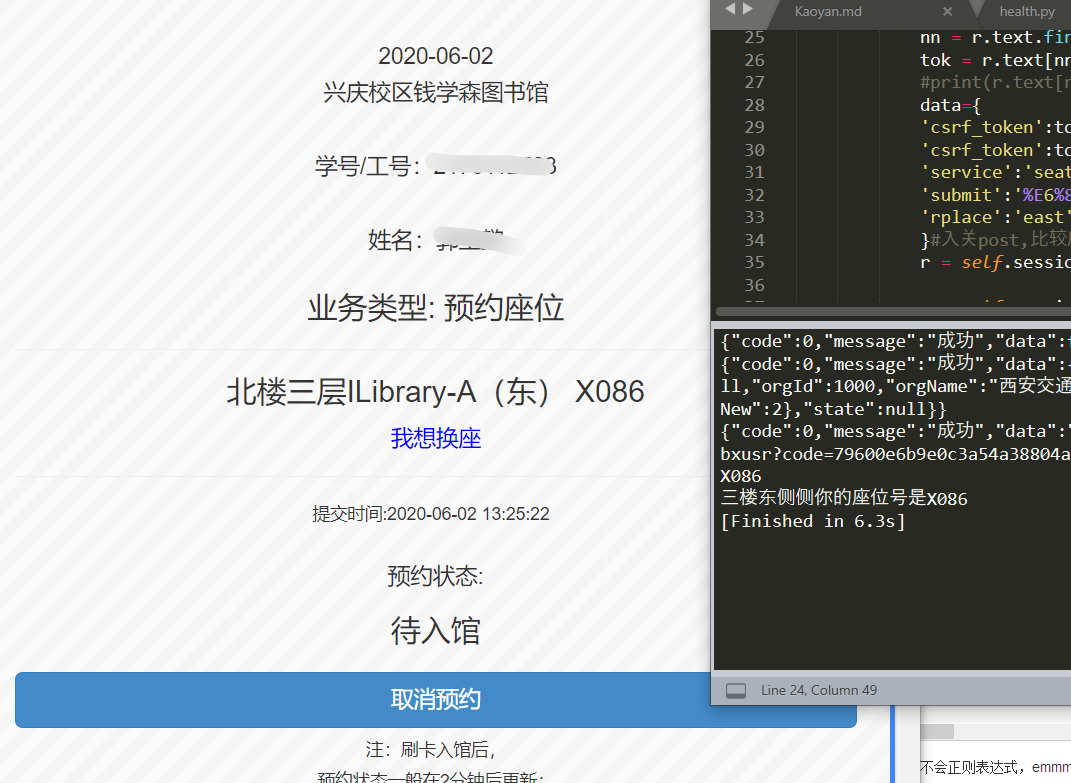 2020-06-02
兴庆校区钱学森图书馆
学号/工号：
姓名：
业务类型: 预约座位
北楼三层ILibrary-A（东） X086
我想换座
提交时间:2020-06-02 13:25:22
预约状态:
待入馆
取消预约
注：刷卡入馆后，
预约状态一般在2分钟后更新；
Kaoyan.md × health.py
25 nn = r.text.fin
26 tok = r.text[nn
27 #print(r.text[r
28 data={
29 'csrf_token':to
30 'csrf_token':to
31 'service':'seat
32 'submit':'%E6%8
33 'rplace':'east'
34 }#入关post,比较
35 r = self.sessio
36
{"code":0,"message":"成功","data":
{"code":0,"message":"成功","data":
ll,"orgId":1000,"orgName":"西安交通
New":2},"state":null}}
{"code":0,"message":"成功","data":"
bxusr?code=79600e6b9e0c3a54a38804a
X086
三楼东侧侧你的座位号是X086
[Finished in 6.3s]
Line 24, Column 49
不会正则表达式，emmm